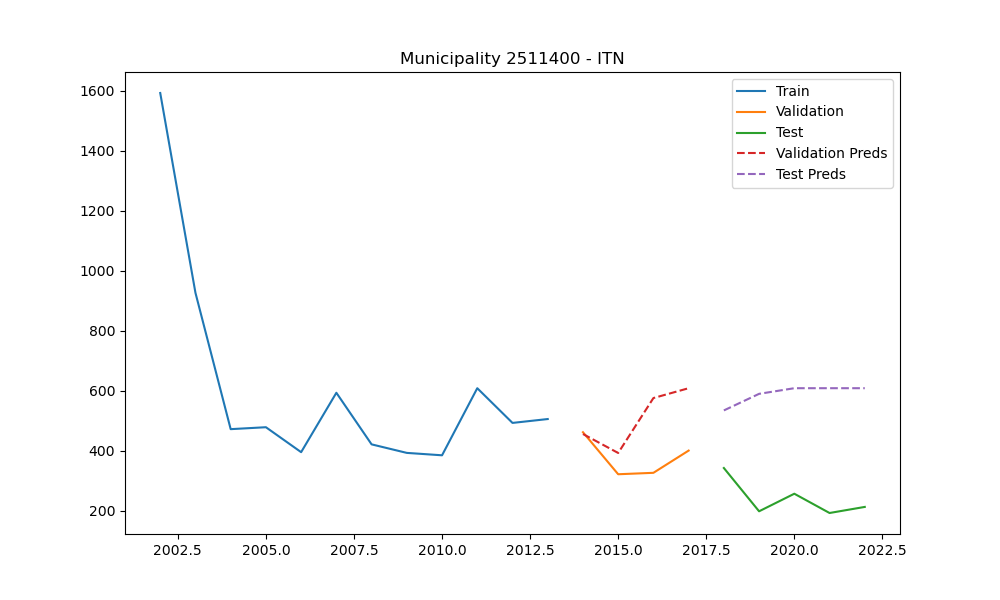 Municipality 2511400 - ITN
1600
1400
1200
1000
800
600
400
200
Train
Validation
Test
Validation Preds
Test Preds
2002.5 2005.0 2007.5 2010.0 2012.5 2015.0 2017.5 2020.0 2022.5